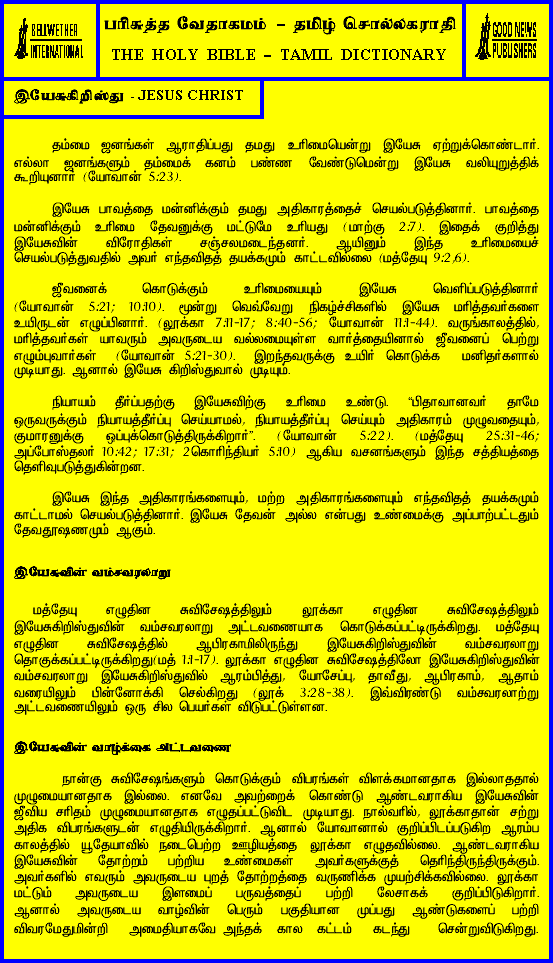 BELLWETHER
INTERNATIONAL
பரிசுத்த வேதாகமம் – தமிழ் சொல்லகராதி
THE HOLY BIBLE – TAMIL DICTIONARY
GOOD NEWS
PUBLISHERS
இயேசுகிறிஸ்து - JESUS CHRIST
தம்மை ஜனங்கள் ஆராதிப்பது தமது உரிமையென்று இயேசு ஏற்றுக்கொண்டார்.
எல்லா ஜனங்களும் தம்மைக் கனம் பண்ண வேண்டுமென்று இயேசு வலியுறுத்திக்
கூறியுனார் (யோவான் 5:23).
இயேசு பாவத்தை மன்னிக்கும் தமது அதிகாரத்தைச் செயல்படுத்தினார். பாவத்தை
மன்னிக்கும் உரிமை தேவனுக்கு மட்டுமே உரியது (மாற்கு 2:7). இதைக் குறித்து
இயேசுவின் விரோதிகள் சஞ்சலமடைந்தனர். ஆயினும் இந்த உரிமையைச்
செயல்படுத்துவதில் அவர் எந்தவிதத் தயக்கமும் காட்டவில்லை (மத்தேயு 9:2,6).
ஜீவனைக் கொடுக்கும் உரிமையையும் இயேசு வெளிப்படுத்தினார்
(யோவான் 5:21; 10:10). மூன்று வெவ்வேறு நிகழ்ச்சிகளில் இயேசு மரித்தவர்களை
உயிருடன் எழுப்பினார். (லூக்கா 7:11-17; 8:40-56; யோவான் 11:1-44). வருங்காலத்தில்,
மரித்தவர்கள் யாவரும் அவருடைய வல்லமையுள்ள வார்த்தையினால் ஜீவனைப் பெற்று
எழும்புவார்கள் (யோவான் 5:21-30). இறந்தவருக்கு உயிர் கொடுக்க மனிதர்களால்
முடியாது. ஆனால் இயேசு கிறிஸ்துவால் முடியும்.
நியாயம் தீர்ப்பதற்கு இயேசுவிற்கு உரிமை உண்டு. “பிதாவானவர் தாமே
ஒருவருக்கும் நியாயத்தீர்ப்பு செய்யாமல், நியாயத்தீர்ப்பு செய்யும் அதிகாரம் முழுவதையும்,
குமாரனுக்கு ஒப்புக்கொடுத்திருக்கிறார்”. (யோவான் 5:22). (மத்தேயு 25:31-46;
அப்போஸ்தலர் 10:42; 17:31; 2கொரிந்தியர் 5:10) ஆகிய வசனங்களும் இந்த சத்தியத்தை
தெளிவுபடுத்துகின்றன.
இயேசு இந்த அதிகாரங்களையும், மற்ற அதிகாரங்களையும் எந்தவிதத் தயக்கமும்
காட்டாமல் செயல்படுத்தினார். இயேசு தேவன் அல்ல என்பது உண்மைக்கு அப்பாற்பட்டதும்
தேவதூஷணமும் ஆகும்.
இயேசுவின் வம்சவரலாறு
மத்தேயு எழுதின சுவிசேஷத்திலும் லூக்கா எழுதின சுவிசேஷத்திலும்
இயேசுகிறிஸ்துவின் வம்சவரலாறு அட்டவணையாக கொடுக்கப்பட்டிருக்கிறது. மத்தேயு
எழுதின சுவிசேஷத்தில் ஆபிரகாமிலிருந்து இயேசுகிறிஸ்துவின் வம்சவரலாறு
தொகுக்கப்பட்டிருக்கிறது(மத் 1:1-17). லூக்கா எழுதின சுவிசேஷத்திலோ இயேசுகிறிஸ்துவின்
வம்சவரலாறு இயேசுகிறிஸ்துவில் ஆரம்பித்து, யோசேப்பு, தாவீது, ஆபிரகாம், ஆதாம்
வரையிலும் பின்னோக்கி செல்கிறது (லூக் 3:28-38). இவ்விரண்டு வம்சவரலாற்று
அட்டவணையிலும் ஒரு சில பெயர்கள் விடுபட்டுள்ளன.
இயேசுவின் வாழ்க்கை அட்டவணை
நான்கு சுவிசேஷங்களும் கொடுக்கும் விபரங்கள் விளக்கமானதாக இல்லாததால்
முழுமையானதாக இல்லை. எனவே அவற்றைக் கொண்டு ஆண்டவராகிய இயேசுவின்
ஜீவிய சரிதம் முழுமையானதாக எழுதப்பட்டுவிட முடியாது. நால்வரில், லூக்காதான் சற்று
அதிக விபரங்களுடன் எழுதியிருக்கிறார். ஆனால் யோவானால் குறிப்பிடப்படுகிற ஆரம்ப
காலத்தில் யூதேயாவில் நடைபெற்ற ஊழியத்தை லூக்கா எழுதவில்லை. ஆண்டவராகிய
இயேசுவின் தோற்றம் பற்றிய உண்மைகள் அவர்களுக்குத் தெரிந்திருந்திருக்கும்.
அவர்களில் எவரும் அவருடைய புறத் தோற்றத்தை வருணிக்க முயற்சிக்கவில்லை. லூக்கா
மட்டும் அவருடைய இளமைப் பருவத்தைப் பற்றி லேசாகக் குறிப்பிடுகிறார்.
ஆனால் அவருடைய வாழ்வின் பெரும் பகுதியான முப்பது ஆண்டுகளைப் பற்றி
விவரமேதுமின்றி அமைதியாகவே அந்தக் கால கட்டம் கடந்து சென்றுவிடுகிறது.